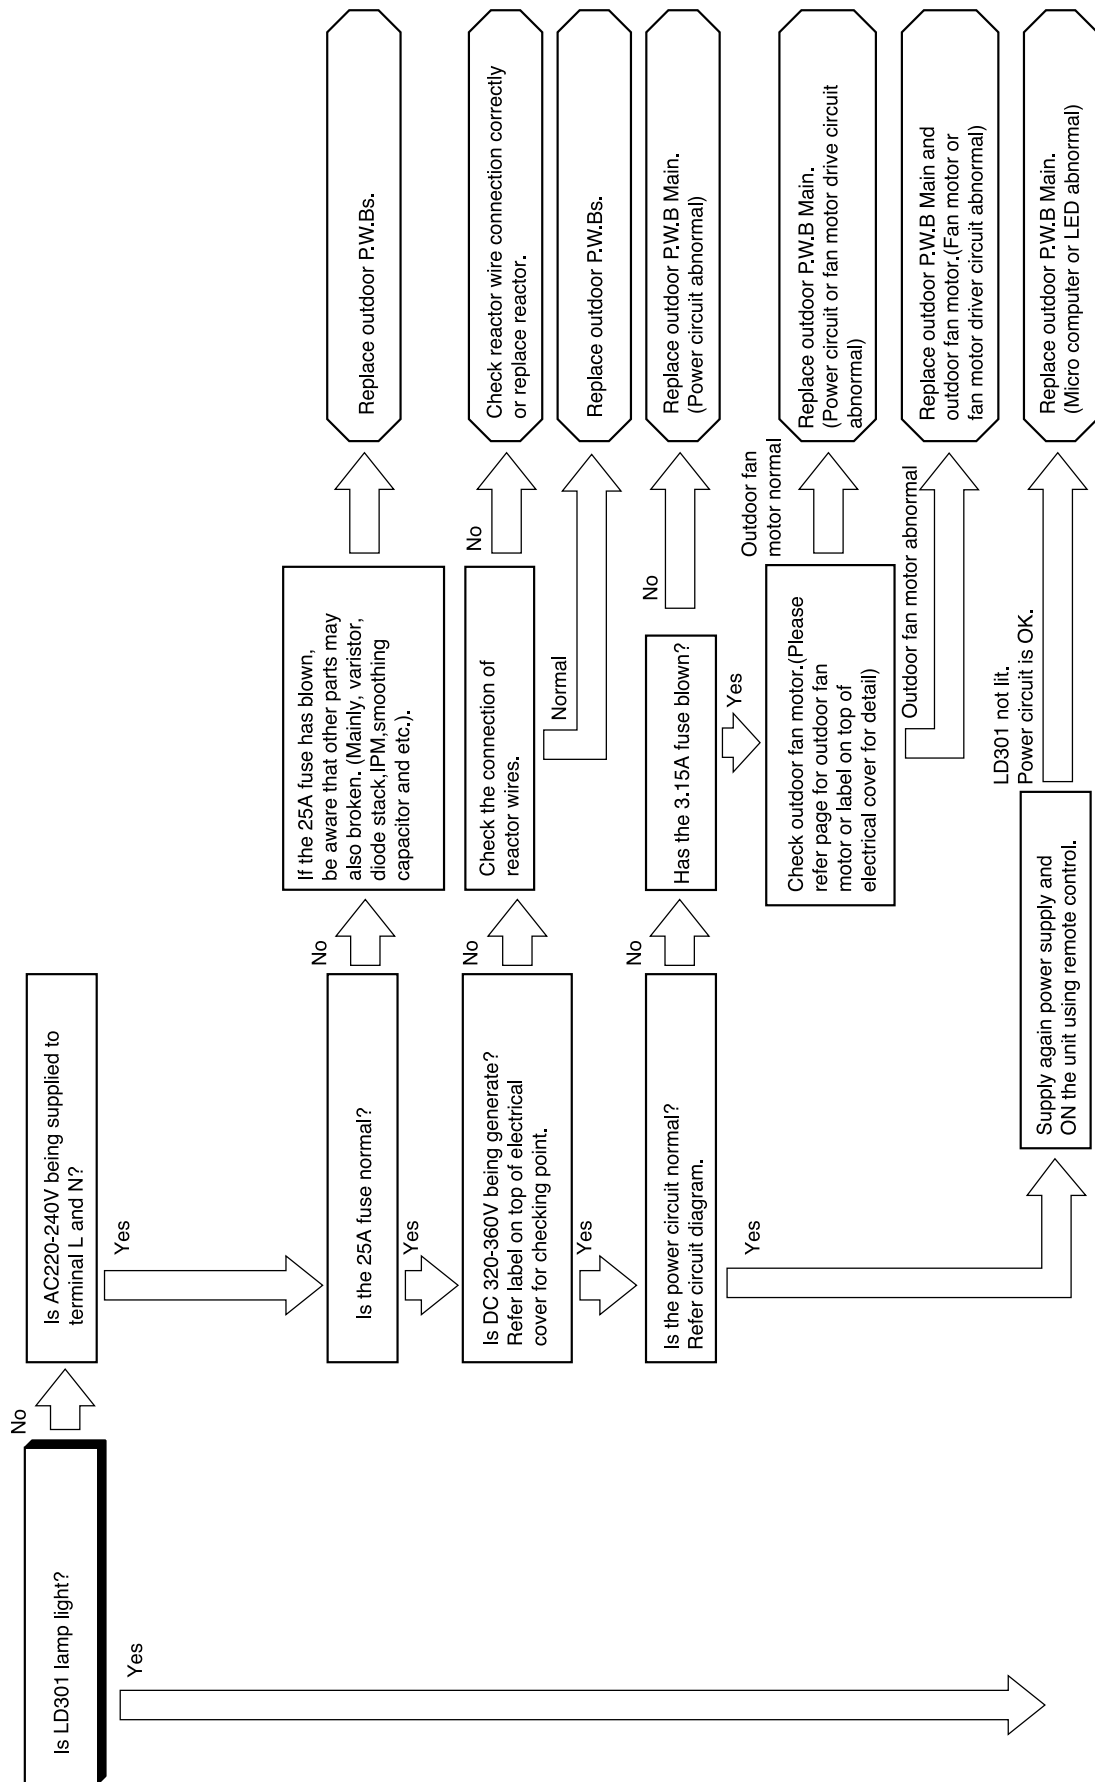 Is LD301 lamp light?
No
Yes
Is AC220-240V being supplied to
terminal L and N?
Yes
Is the 25A fuse normal?
No
If the 25A fuse has blown,
be aware that other parts may
also broken. (Mainly, varistor,
diode stack,IPM,smoothing
capacitor and etc.).
Replace outdoor P.W.Bs.
Yes
Is DC 320-360V being generate?
Refer label on top of electrical
cover for checking point.
No
Check the connection of
reactor wires.
No
Check reactor wire connection correctly
or replace reactor.
Normal
Replace outdoor P.W.Bs.
Yes
Is the power circuit normal?
Refer circuit diagram.
No
Has the 3.15A fuse blown?
No
Replace outdoor P.W.B Main.
(Power circuit abnormal)
Yes
Check outdoor fan motor.(Please
refer page for outdoor fan
motor or label on top of
electrical cover for detail)
Outdoor fan
motor normal
Replace outdoor P.W.B Main.
(Power circuit or fan motor drive circuit
abnormal)
Outdoor fan motor abnormal
Replace outdoor P.W.B Main and
outdoor fan motor.(Fan motor or
fan motor driver circuit abnormal)
Yes
Supply again power supply and
ON the unit using remote control.
LD301 not lit.
Power circuit is OK.
Replace outdoor P.W.B Main.
(Micro computer or LED abnormal)